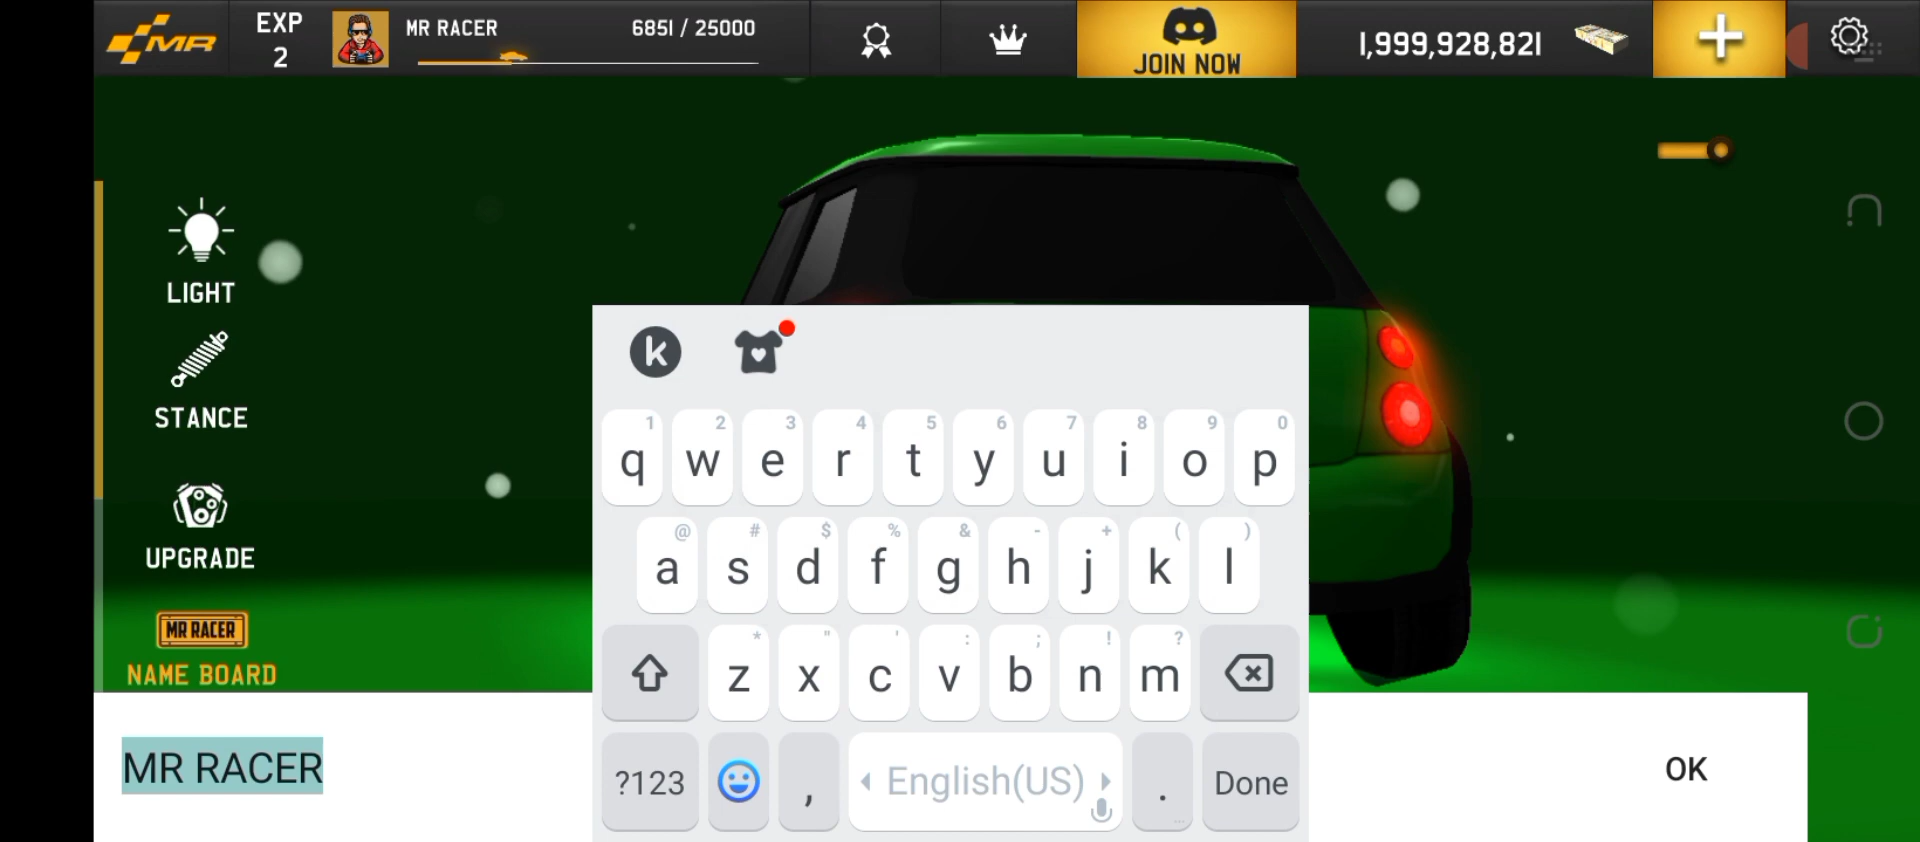 MR
EXP
2
MR RACER
6851 / 25000
JOIN NOW
1,999,928,821
LIGHT
STANCE
UPGRADE
MR RACER
NAME BOARD
k
1 2 3 4 5 6 7 8 9 0
q w e r t y u i o p
@ # $ % & - + ( )
a s d f g h j k l
* " ' : ; ! ?
z x c v b n m
?123 , English(US) . Done
MR RACER
OK